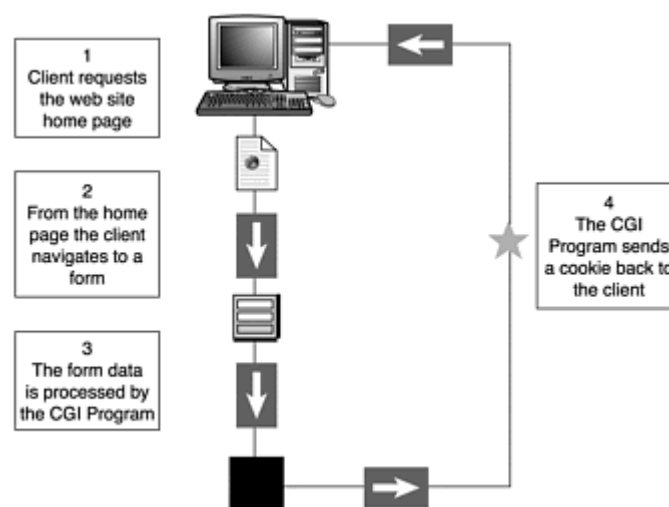 1
Client requests
the web site
home page
2
From the home
page the client
navigates to a
form
3
The form data
is processed by
the CGI Program
4
The CGI
Program sends
a cookie back to
the client